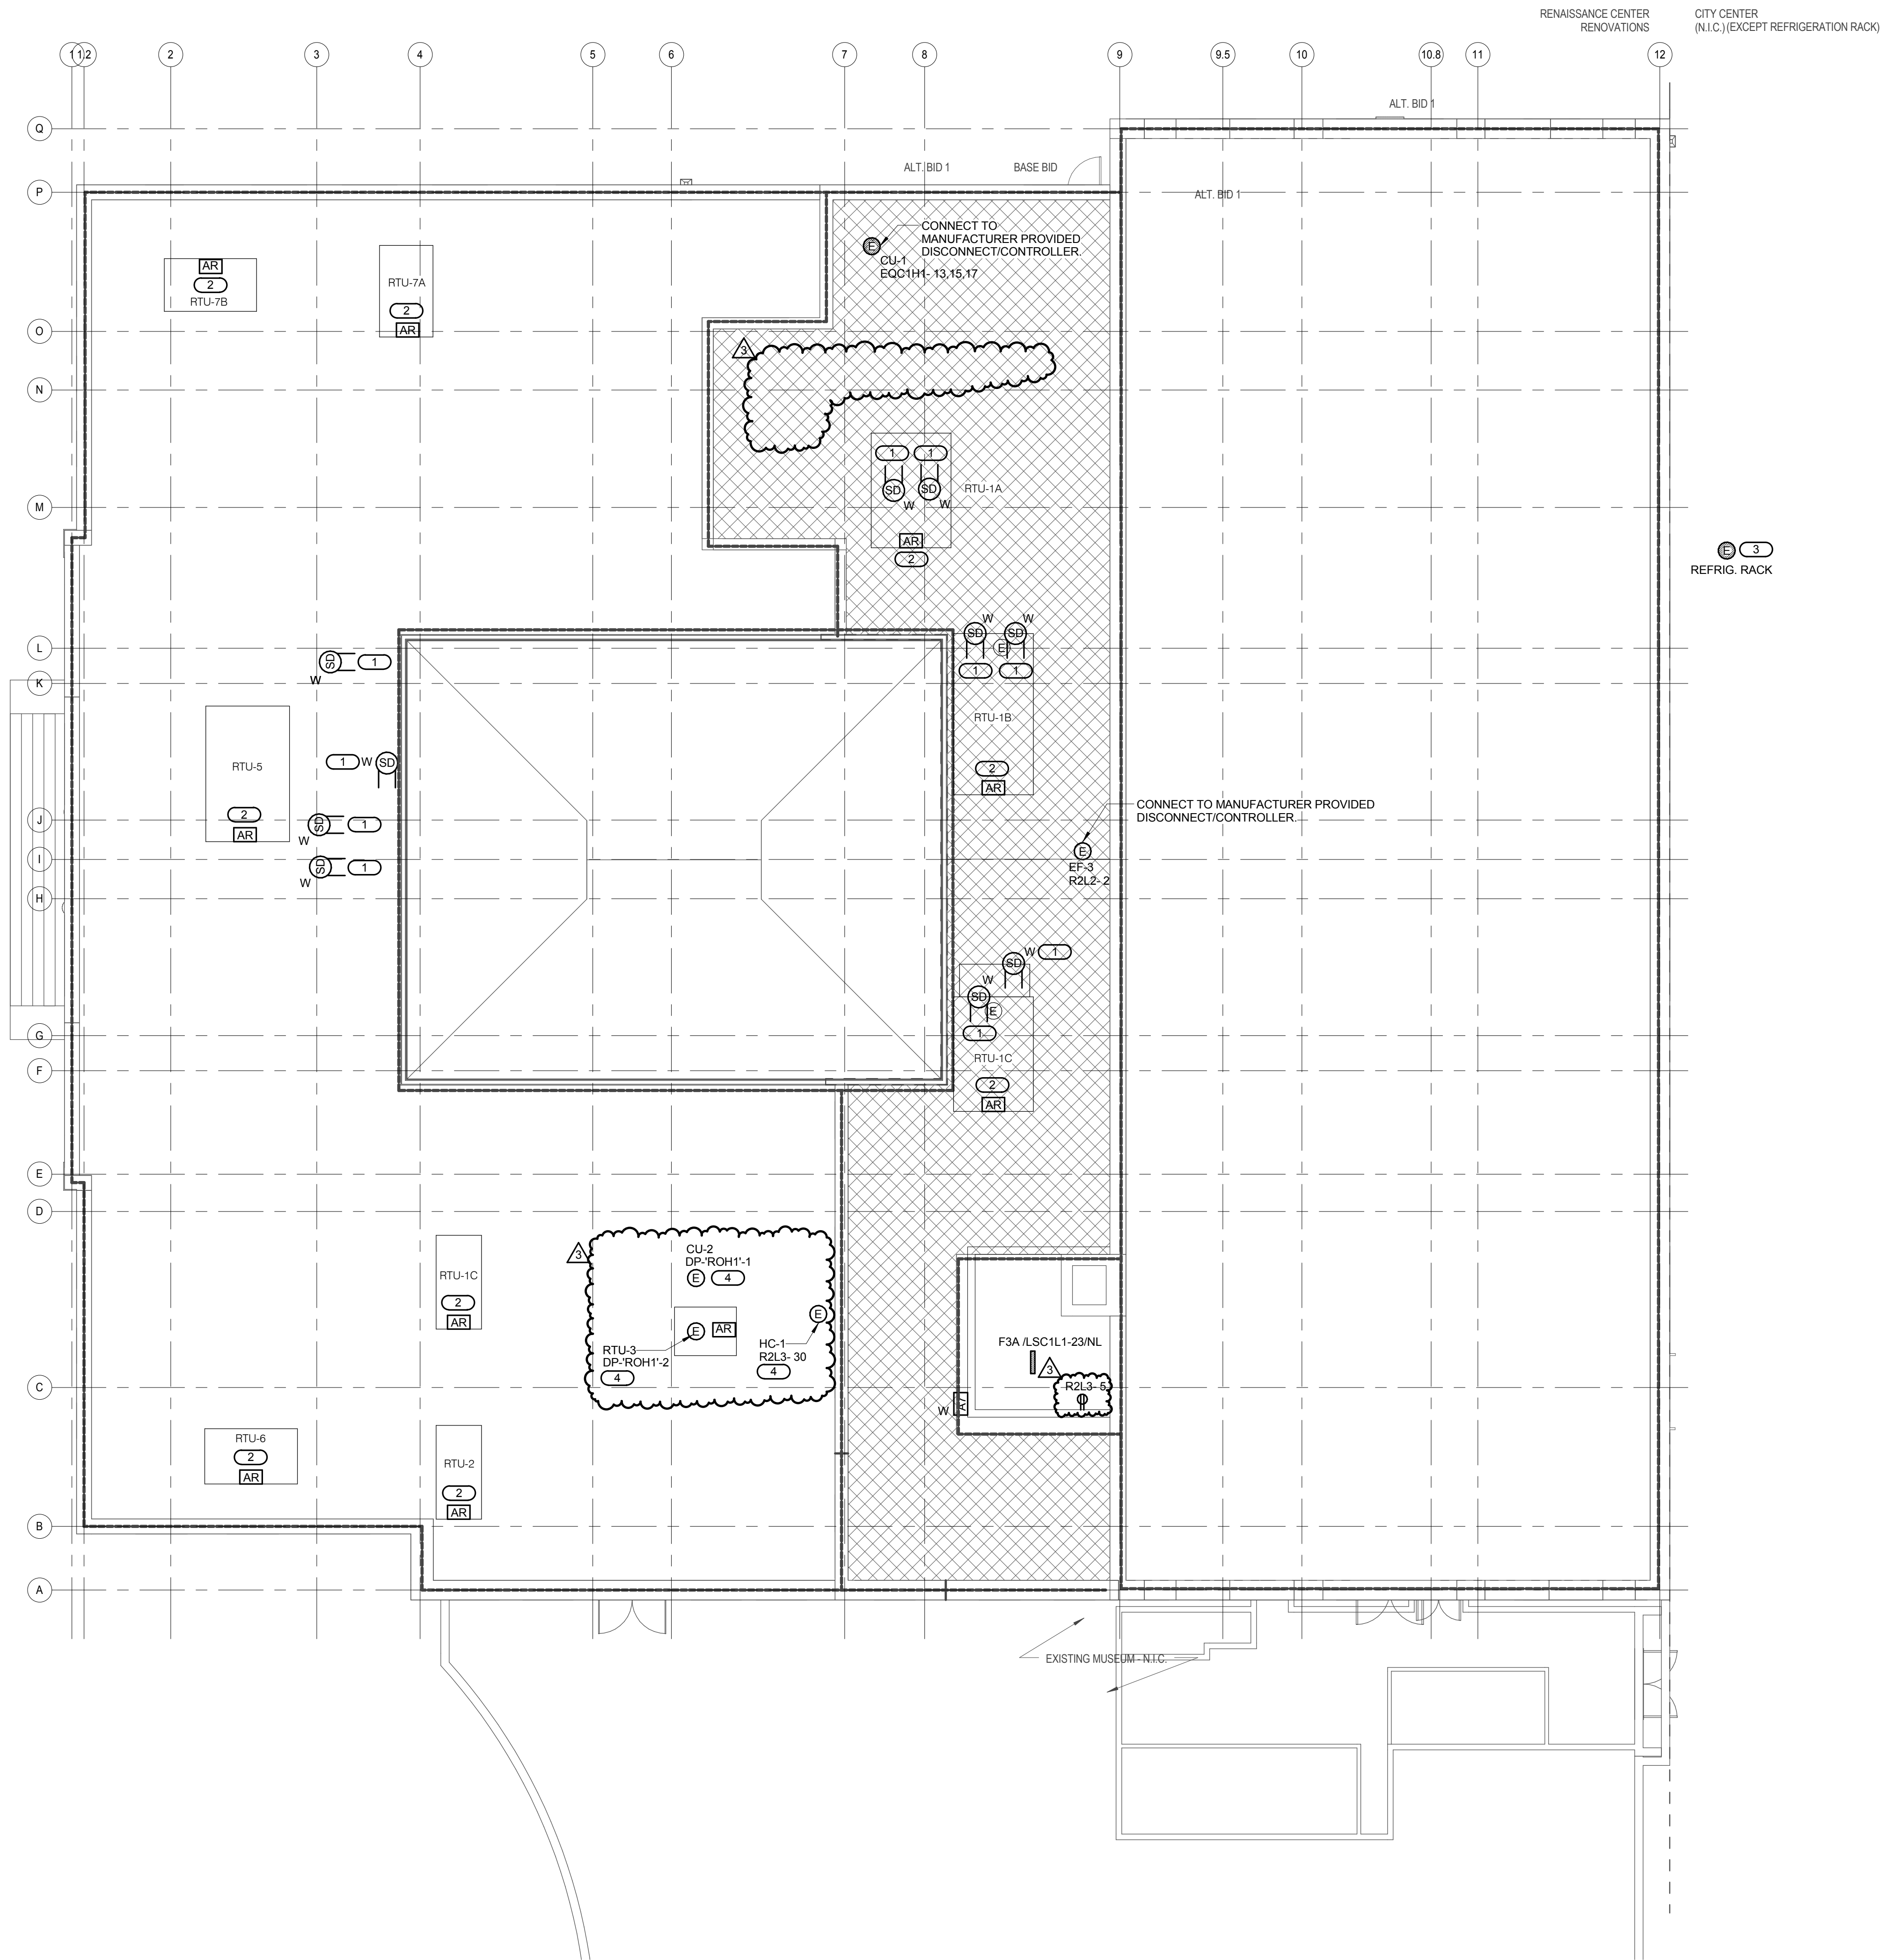 RENAISSANCE CENTER
RENOVATIONS
CITY CENTER
(N.I.C.) (EXCEPT REFRIGERATION RACK)
1 1.2 2 3 4 5 6 7 8 9 9.5 10 10.8 11 12
ALT. BID 1
Q
ALT. BID 1
BASE BID
P
ALT. BID 1
E
CONNECT TO
MANUFACTURER PROVIDED
DISCONNECT/CONTROLLER.
CU-1
EQC1H1- 13,15,17
AR
2
RTU-7B
RTU-7A
2
AR
O
3
N
1
1
SD
SD
RTU-1A
W
W
M
AR
2
E
3
REFRIG. RACK
W
W
SD
SD
E
L
SD
1
W
1
1
K
RTU-1B
RTU-5
1
W
SD
2
AR
2
AR
J
SD
1
W
CONNECT TO MANUFACTURER PROVIDED
DISCONNECT/CONTROLLER.
I
SD
1
W
E
EF-3
R2L2- 2
H
W
1
SD
W
SD
E
G
1
F
RTU-1C
2
AR
E
D
3
CU-2
DP-'ROH1'-1
E
4
RTU-1C
2
AR
E
E
AR
RTU-3
DP-'ROH1'-2
4
HC-1
R2L3- 30
4
F3A /LSC1L1-23/NL
3
C
R2L3- 5
W
A7
RTU-6
2
AR
RTU-2
2
AR
B
A
EXISTING MUSEUM - N.I.C.